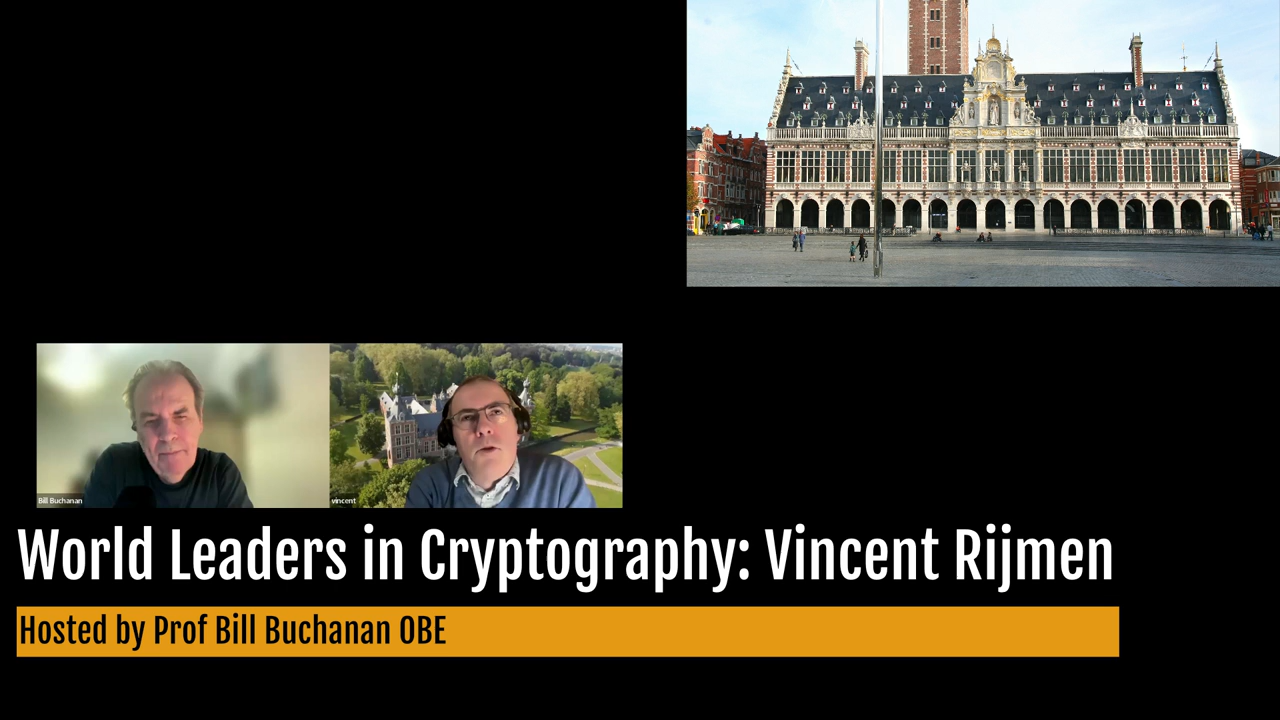 Bill Buchanan
vincent
World Leaders in Cryptography: Vincent Rijmen
Hosted by Prof Bill Buchanan OBE